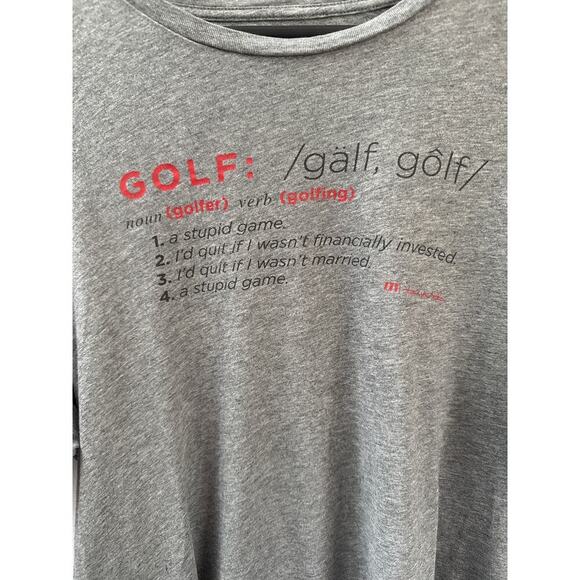 GOLF: /gälf, gôlf/
noun (golfer) verb (golfing)
1. a stupid game.
2. I'd quit if I wasn't financially invested.
3. I'd quit if I wasn't married.
4. a stupid game.
m